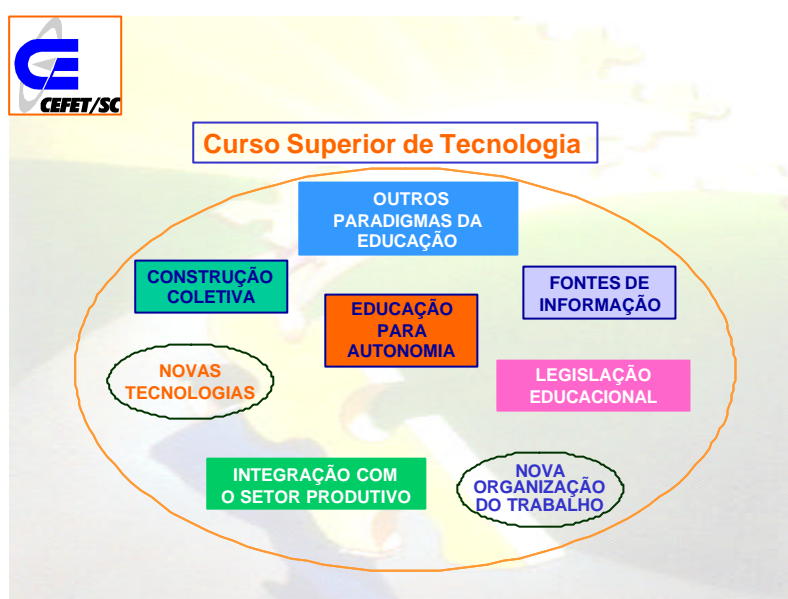 CEFET/SC
Curso Superior de Tecnologia
OUTROS
PARADIGMAS DA
EDUCAÇÃO
CONSTRUÇÃO
COLETIVA
FONTES DE
INFORMAÇÃO
EDUCAÇÃO
PARA
AUTONOMIA
NOVAS
TECNOLOGIAS
LEGISLAÇÃO
EDUCACIONAL
INTEGRAÇÃO COM
O SETOR PRODUTIVO
NOVA
ORGANIZAÇÃO
DO TRABALHO